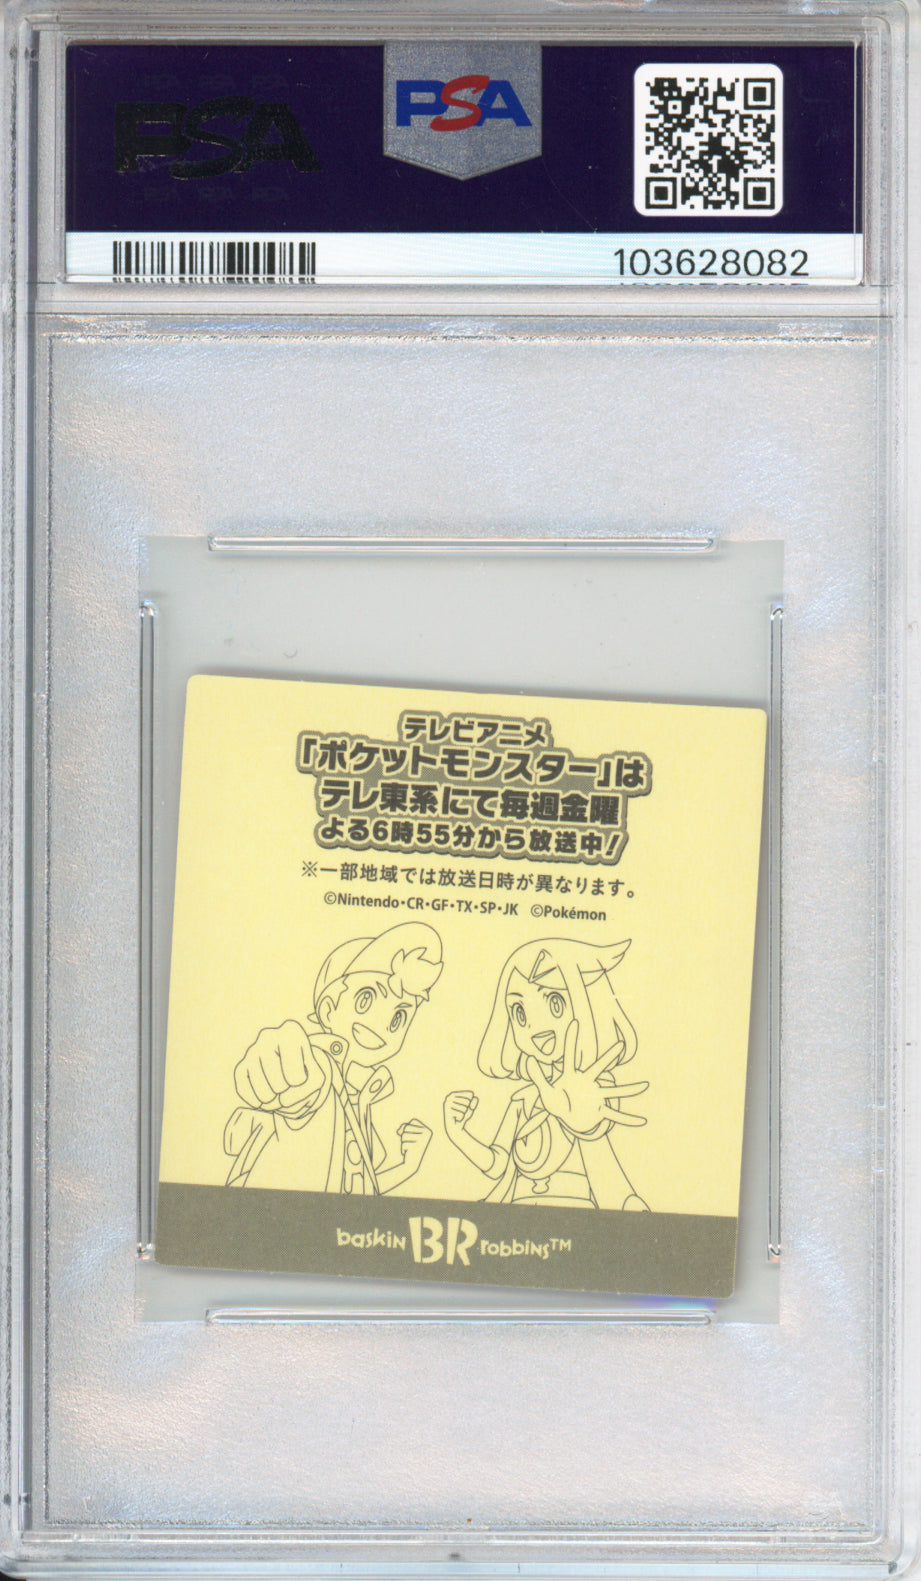 PSA
PSA
103628082
テレビアニメ
「ポケットモンスター」は
テレ東系にて毎週金曜
よる6時55分から放送中!
※一部地域では放送日時が異なります。
©Nintendo・CR・GF・TX・SP・JK ©Pokémon
baskin BR robbins™